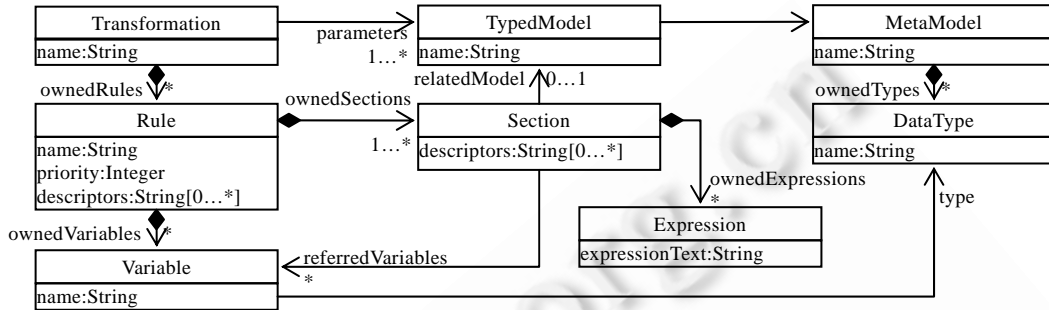 Transformation
name:String
parameters
1…*
TypedModel
name:String
MetaModel
name:String
ownedRules
*
relatedModel
0…1
ownedTypes
*
Rule
name:String
priority:Integer
descriptors:String[0…*]
ownedSections
1…*
Section
descriptors:String[0…*]
DataType
name:String
ownedExpressions
*
type
ownedVariables
*
Expression
expressionText:String
Variable
name:String
referredVariables
*
org.cn